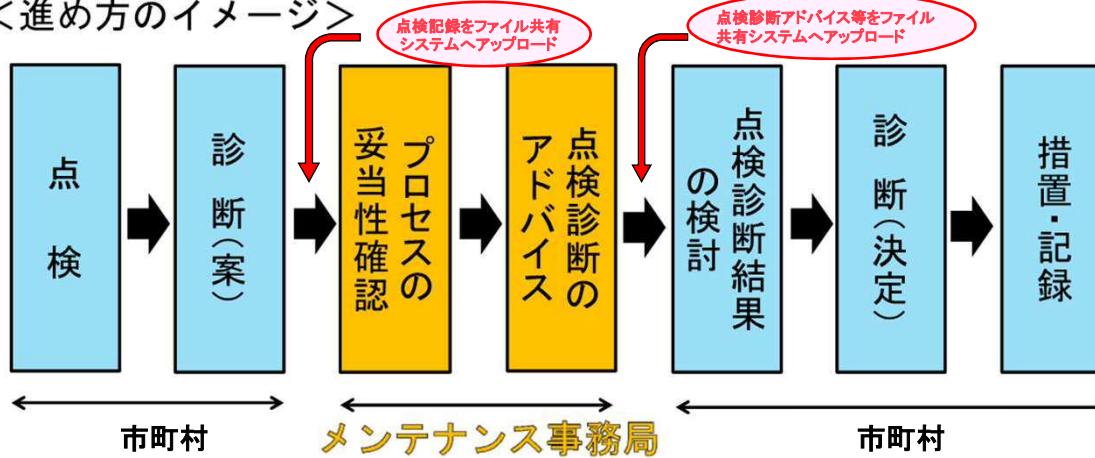 ＜進め方のイメージ＞
点検記録をファイル共有
システムへアップロード
点検診断アドバイス等をファイル
共有システムへアップロード
点検
診断（案）
プロセスの
妥当性確認
点検診断の
アドバイス
点検診断結果
の検討
診断（決定）
措置・記録
市町村
メンテナンス事務局
市町村